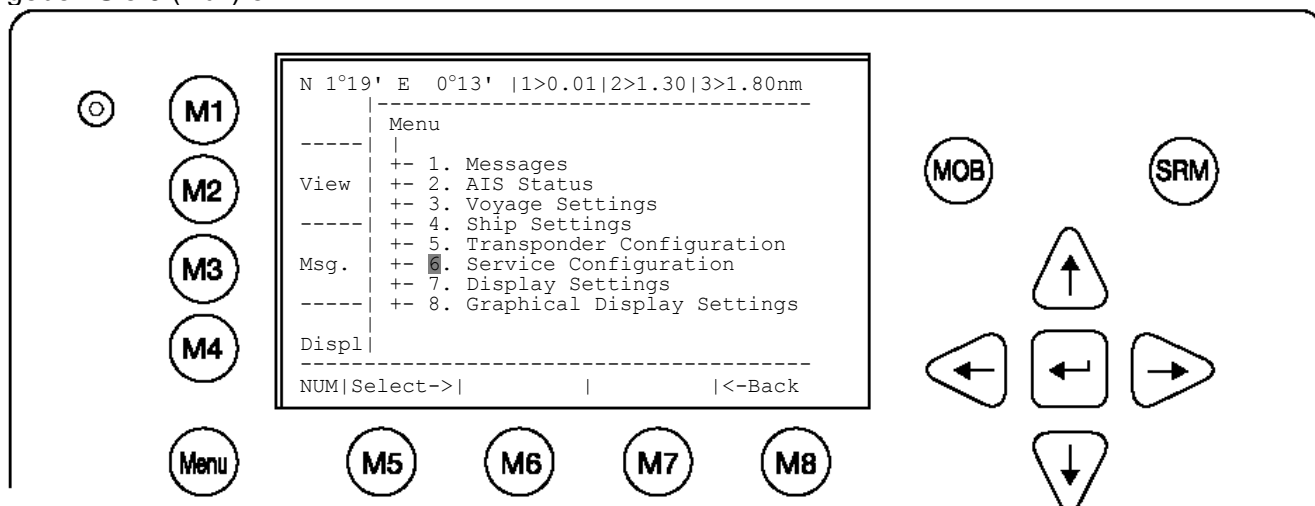 N 1°19' E 0°13' |1>0.01|2>1.30|3>1.80nm
Menu
+- 1. Messages
View | +- 2. AIS Status
+- 3. Voyage Settings
+- 4. Ship Settings
+- 5. Transponder Configuration
Msg. | +- 6. Service Configuration
+- 7. Display Settings
+- 8. Graphical Display Settings
Displ|
NUM|Select->| | |<-Back
M1
M2
M3
M4
Menu
M5 M6 M7 M8
MOB SRM